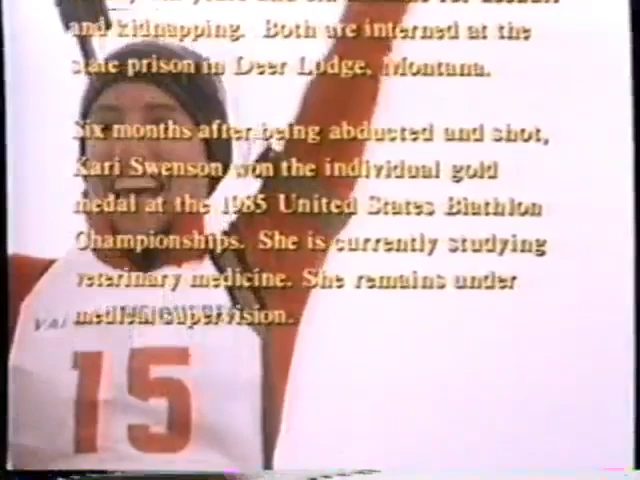 and kidnapping. Both are interned at the
state prison in Deer Lodge, Montana.
Six months after being abducted and shot,
Kari Swenson won the individual gold
medal at the 1985 United States Biathlon
Championships. She is currently studying
veterinary medicine. She remains under
medical supervision.
15